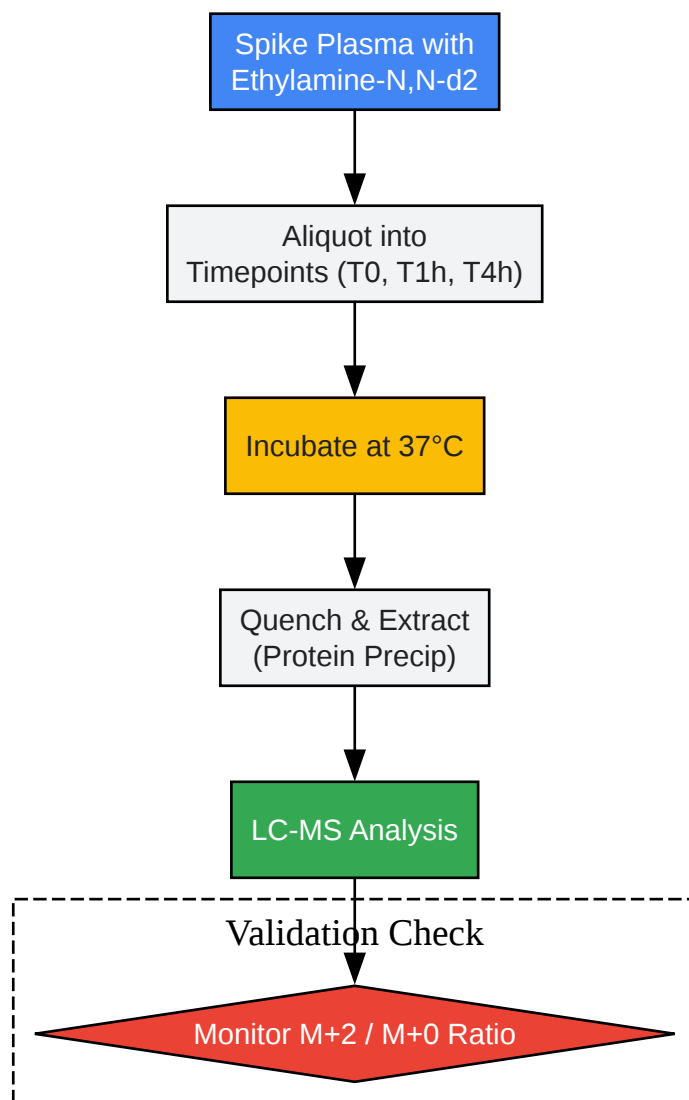 Spike Plasma with
Ethylamine-N,N-d2
Aliquot into
Timepoints (T0, T1h, T4h)
Incubate at 37°C
Quench & Extract
(Protein Precip)
LC-MS Analysis
Validation Check
Monitor M+2 / M+0 Ratio